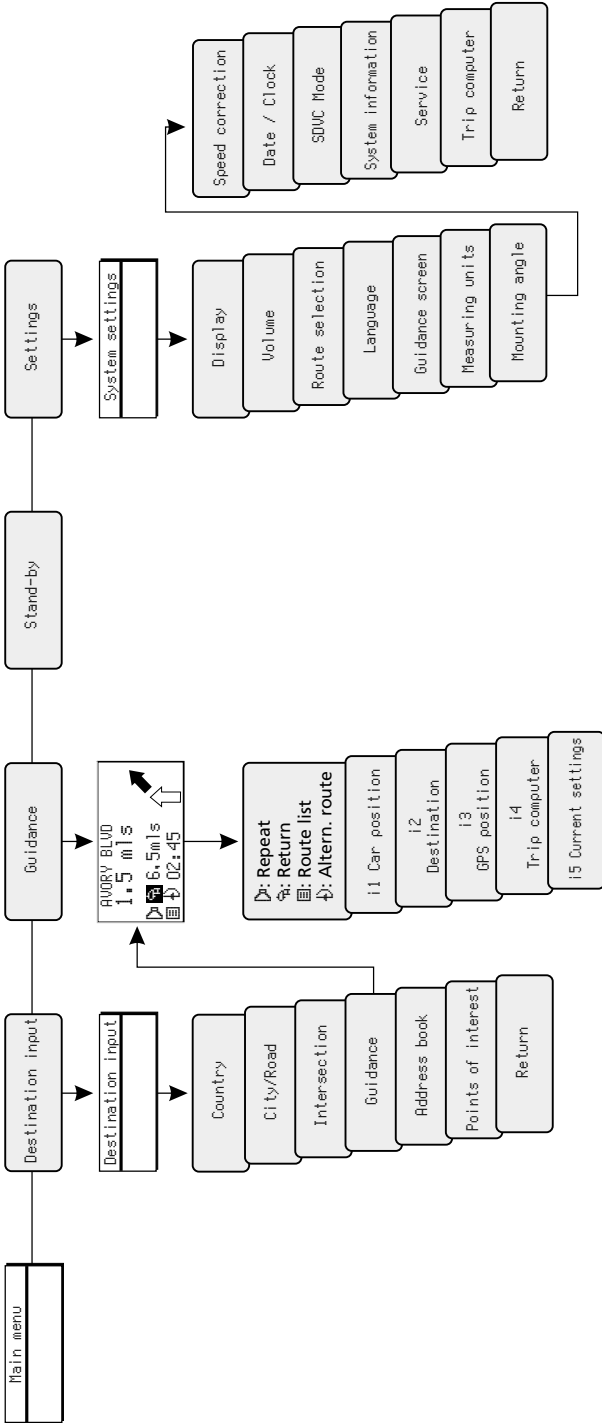 Main menu
Destination input
Guidance
Stand-by
Settings
Destination input
Country
City/Road
Intersection
Guidance
Address book
Points of interest
Return
AVORY BLVD
1.5 mls
6.5mls
02:45
: Repeat
: Return
: Route list
: Altern. route
i1 Car position
i2
Destination
i3
GPS position
i4
Trip computer
i5 Current settings
System settings
Display
Volume
Route selection
Language
Guidance screen
Measuring units
Mounting angle
Speed correction
Date / Clock
SDVC Mode
System information
Service
Trip computer
Return